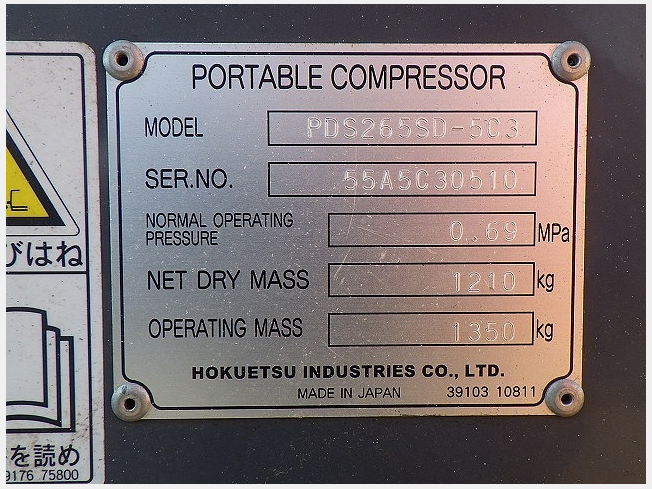 PORTABLE COMPRESSOR
MODEL PDS265SD-5C3
SER.NO. 55A5C30510
NORMAL OPERATING
PRESSURE 0.69 MPa
NET DRY MASS 1210 kg
OPERATING MASS 1350 kg
HOKUETSU INDUSTRIES CO., LTD.
MADE IN JAPAN 39103 10811
びはね
を読め
9176 75800